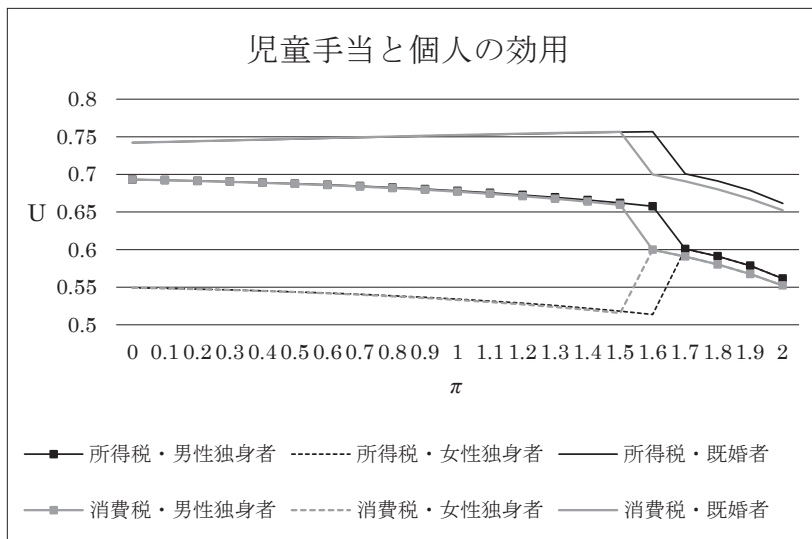 児童手当と個人の効用
0.8
0.75
0.7
0.65
U
0.6
0.55
0.5
0 0.1 0.2 0.3 0.4 0.5 0.6 0.7 0.8 0.9 1 1.1 1.2 1.3 1.4 1.5 1.6 1.7 1.8 1.9 2
π
所得税・男性独身者 所得税・女性独身者 所得税・既婚者
消費税・男性独身者 消費税・女性独身者 消費税・既婚者